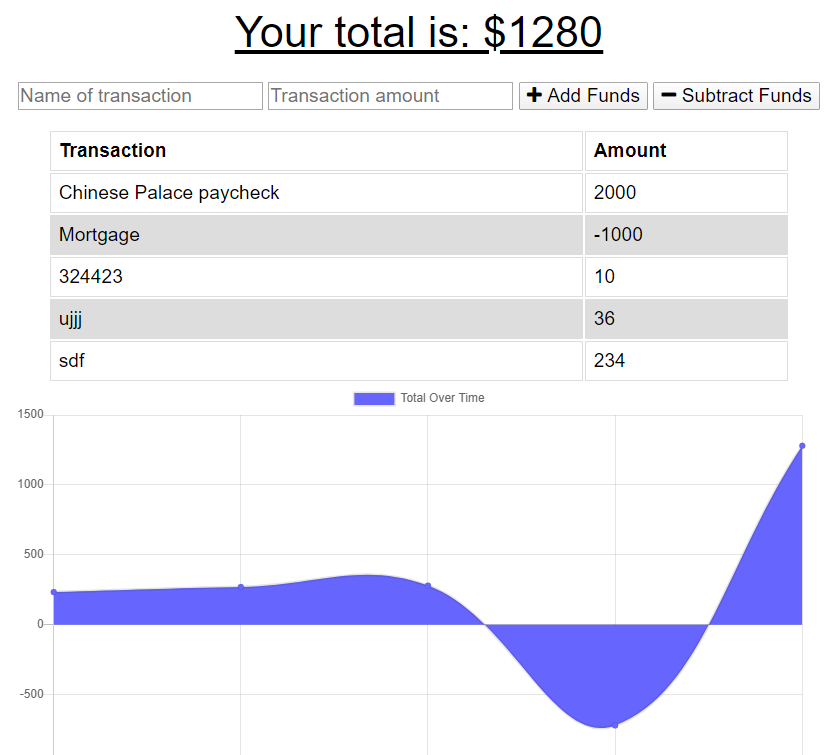 Your total is: $1280
Name of transaction Transaction amount + Add Funds − Subtract Funds
Transaction Amount
Chinese Palace paycheck 2000
Mortgage -1000
324423 10
ujjj 36
sdf 234
Total Over Time
1500
1000
500
0
-500